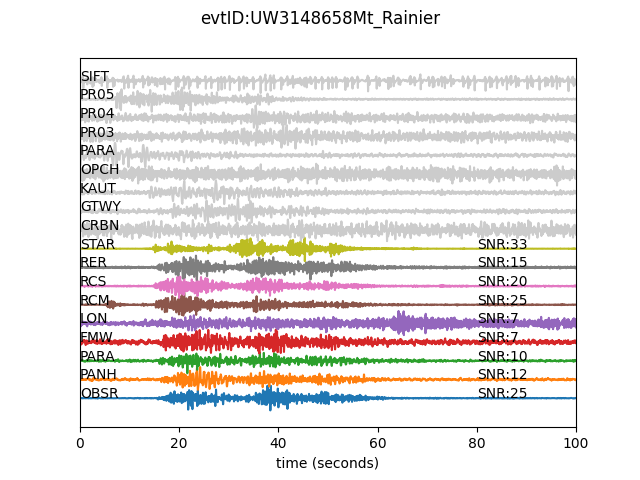 evtID:UW3148658Mt_Rainier
SIFT
PR05
PR04
PR03
PARA
OPCH
KAUT
GTWY
CRBN
STAR SNR:33
RER SNR:15
RCS SNR:20
RCM SNR:25
LON SNR:7
FMW SNR:7
PARA SNR:10
PANH SNR:12
OBSR SNR:25
0 20 40 60 80 100
time (seconds)